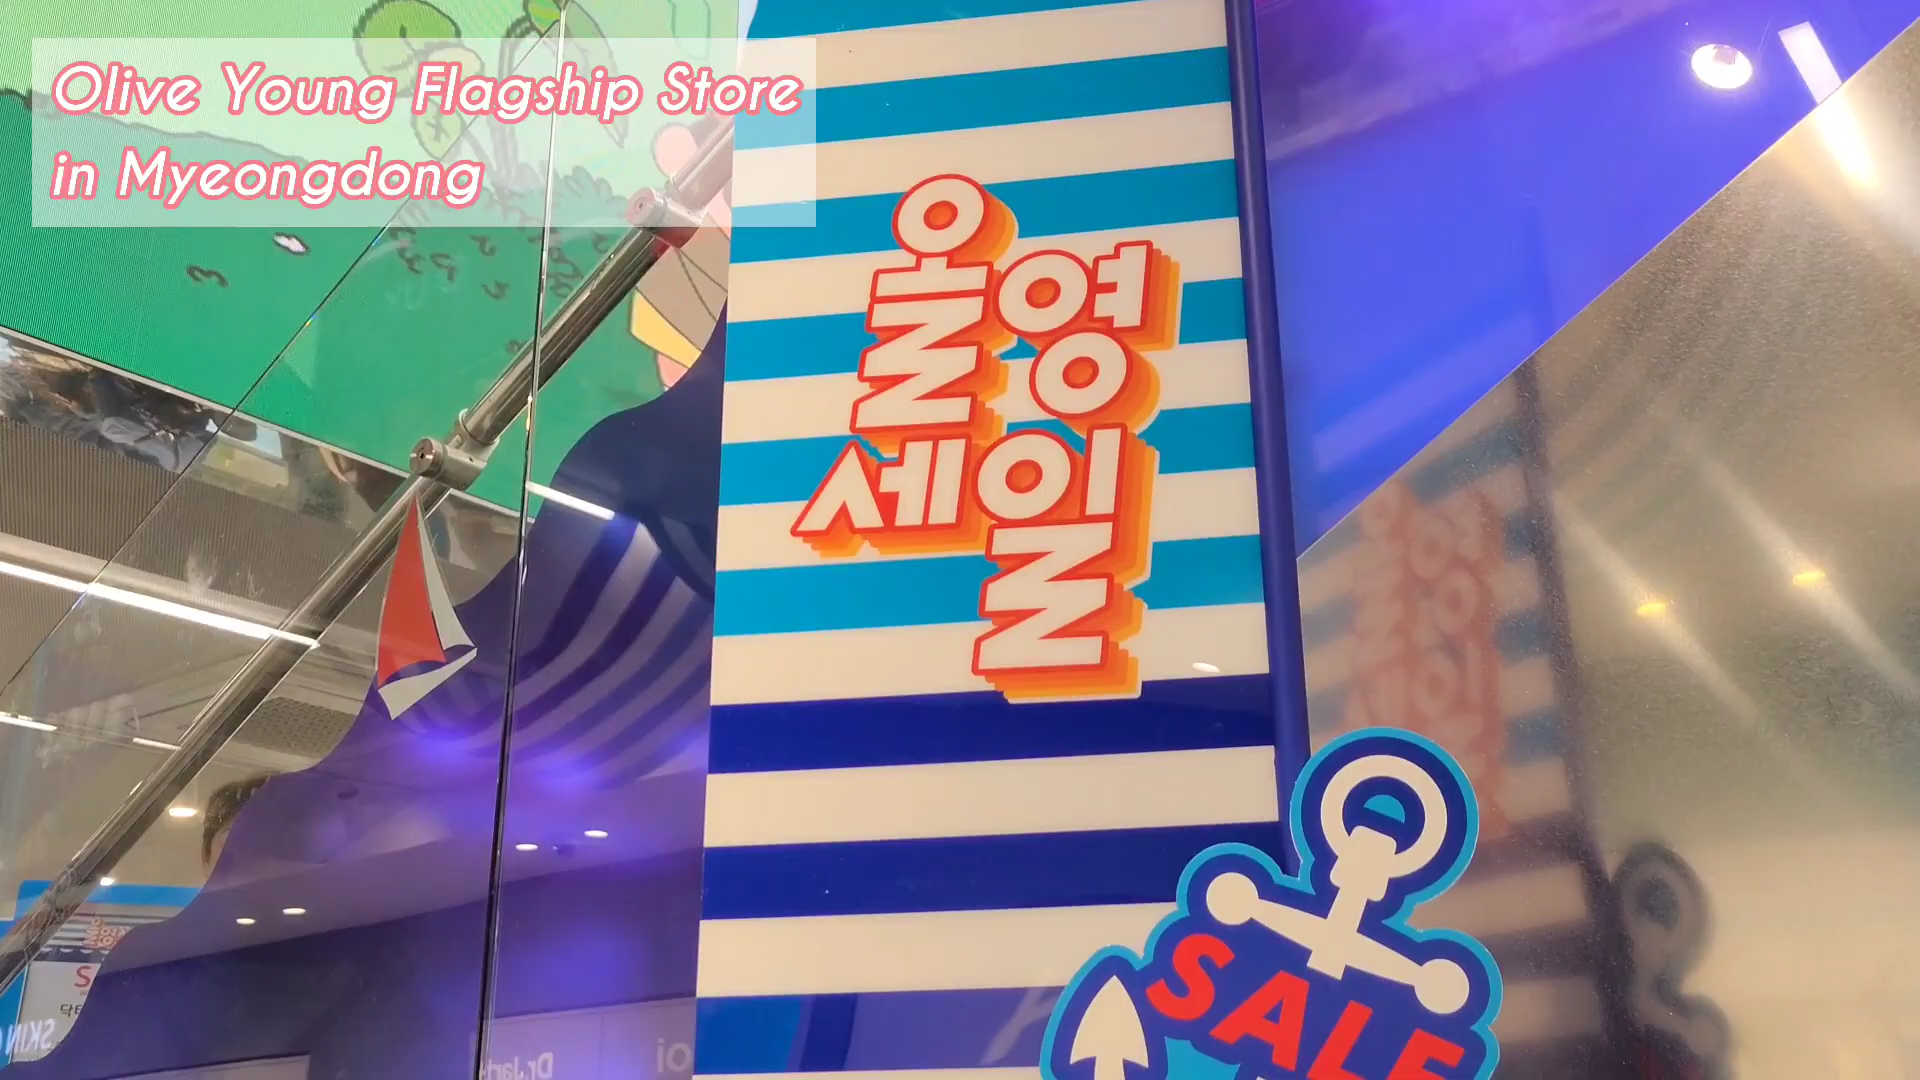 Olive Young Flagship Store
in Myeongdong
올영
세일
SALE